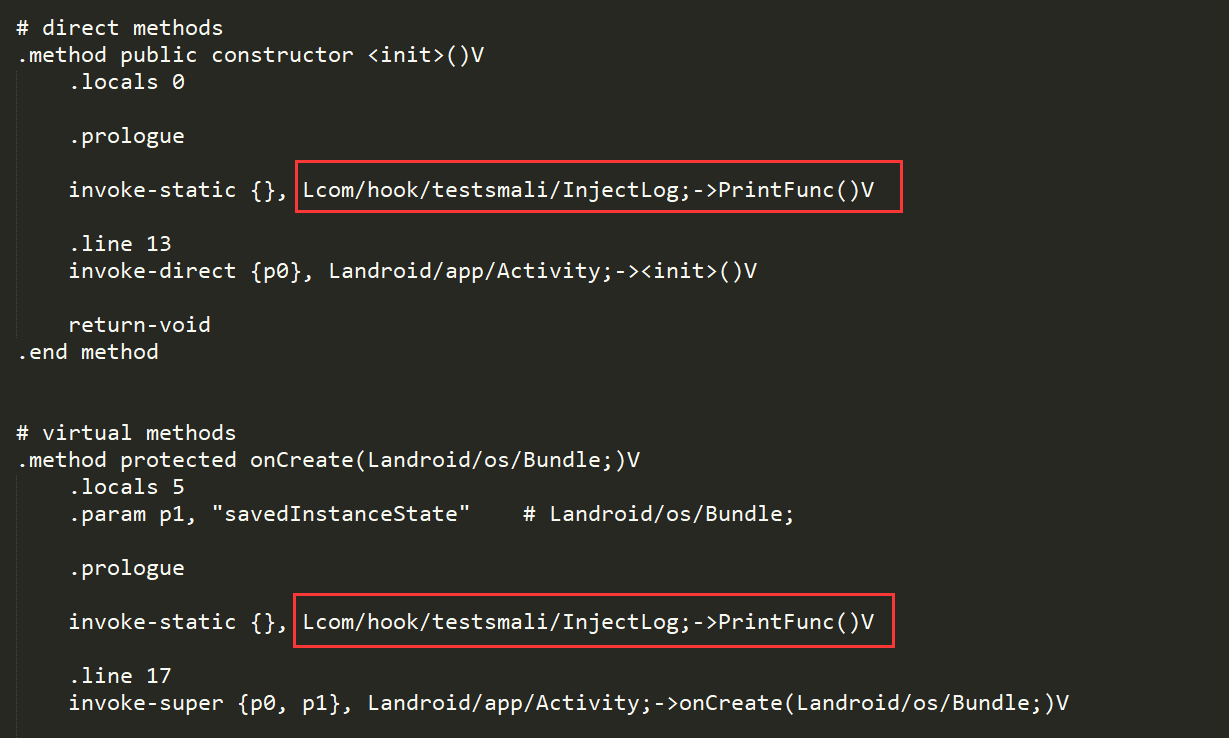 # direct methods
.method public constructor <init>()V
.locals 0
.prologue
invoke-static {}, Lcom/hook/testsmali/InjectLog;->PrintFunc()V
.line 13
invoke-direct {p0}, Landroid/app/Activity;-><init>()V
return-void
.end method
# virtual methods
.method protected onCreate(Landroid/os/Bundle;)V
.locals 5
.param p1, "savedInstanceState"    # Landroid/os/Bundle;
.prologue
invoke-static {}, Lcom/hook/testsmali/InjectLog;->PrintFunc()V
.line 17
invoke-super {p0, p1}, Landroid/app/Activity;->onCreate(Landroid/os/Bundle;)V